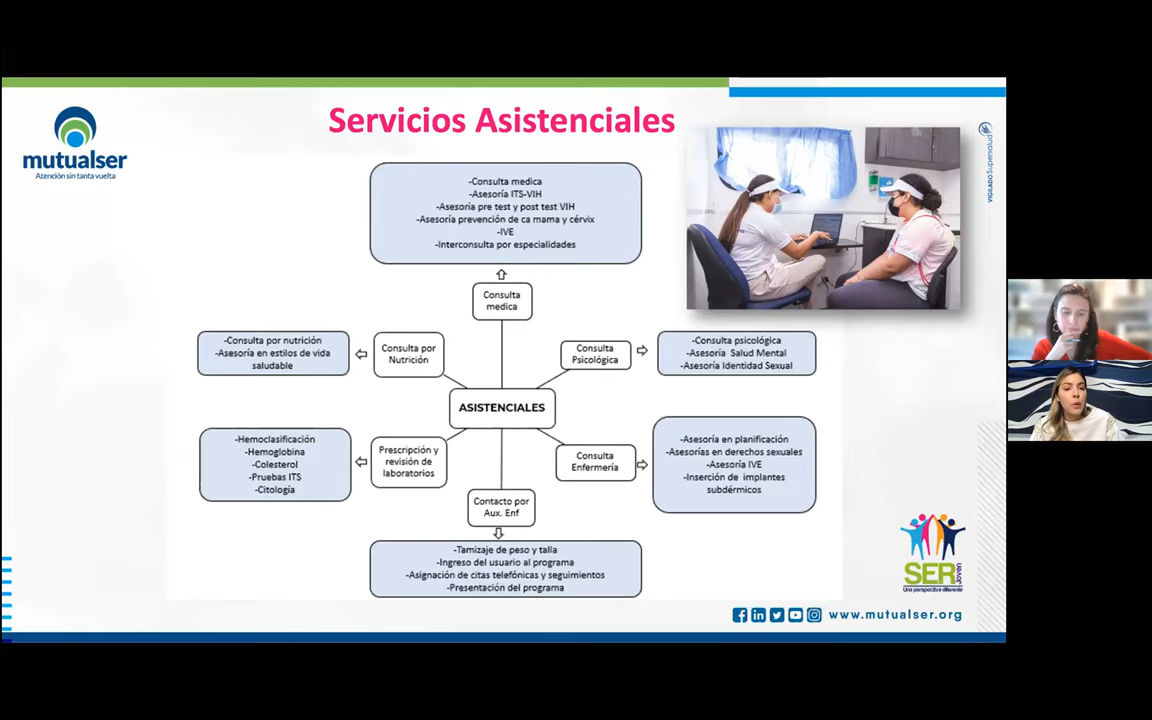 Servicios Asistenciales
mutualser
Atención sin tanta vuelta
VIGILADO Supersalud
-Consulta medica
-Asesoría ITS-VIH
-Asesoría pre test y post test VIH
-Asesoría prevención de ca mama y cérvix
-IVE
-Interconsulta por especialidades
Consulta
medica
-Consulta por nutrición
-Asesoría en estilos de vida
saludable
Consulta por
Nutrición
Consulta
Psicológica
-Consulta psicológica
-Asesoría Salud Mental
-Asesoría Identidad Sexual
ASISTENCIALES
-Hemoclasificación
-Hemoglobina
-Colesterol
-Pruebas ITS
-Citología
Prescripción y
revisión de
laboratorios
Consulta
Enfermería
-Asesoría en planificación
-Asesorías en derechos sexuales
-Asesoría IVE
-Inserción de implantes
subdérmicos
Contacto por
Aux. Enf
-Tamizaje de peso y talla
-Ingreso del usuario al programa
-Asignación de citas telefónicas y seguimientos
-Presentación del programa
SER
Joven
Una perspectiva diferente
www.mutualser.org